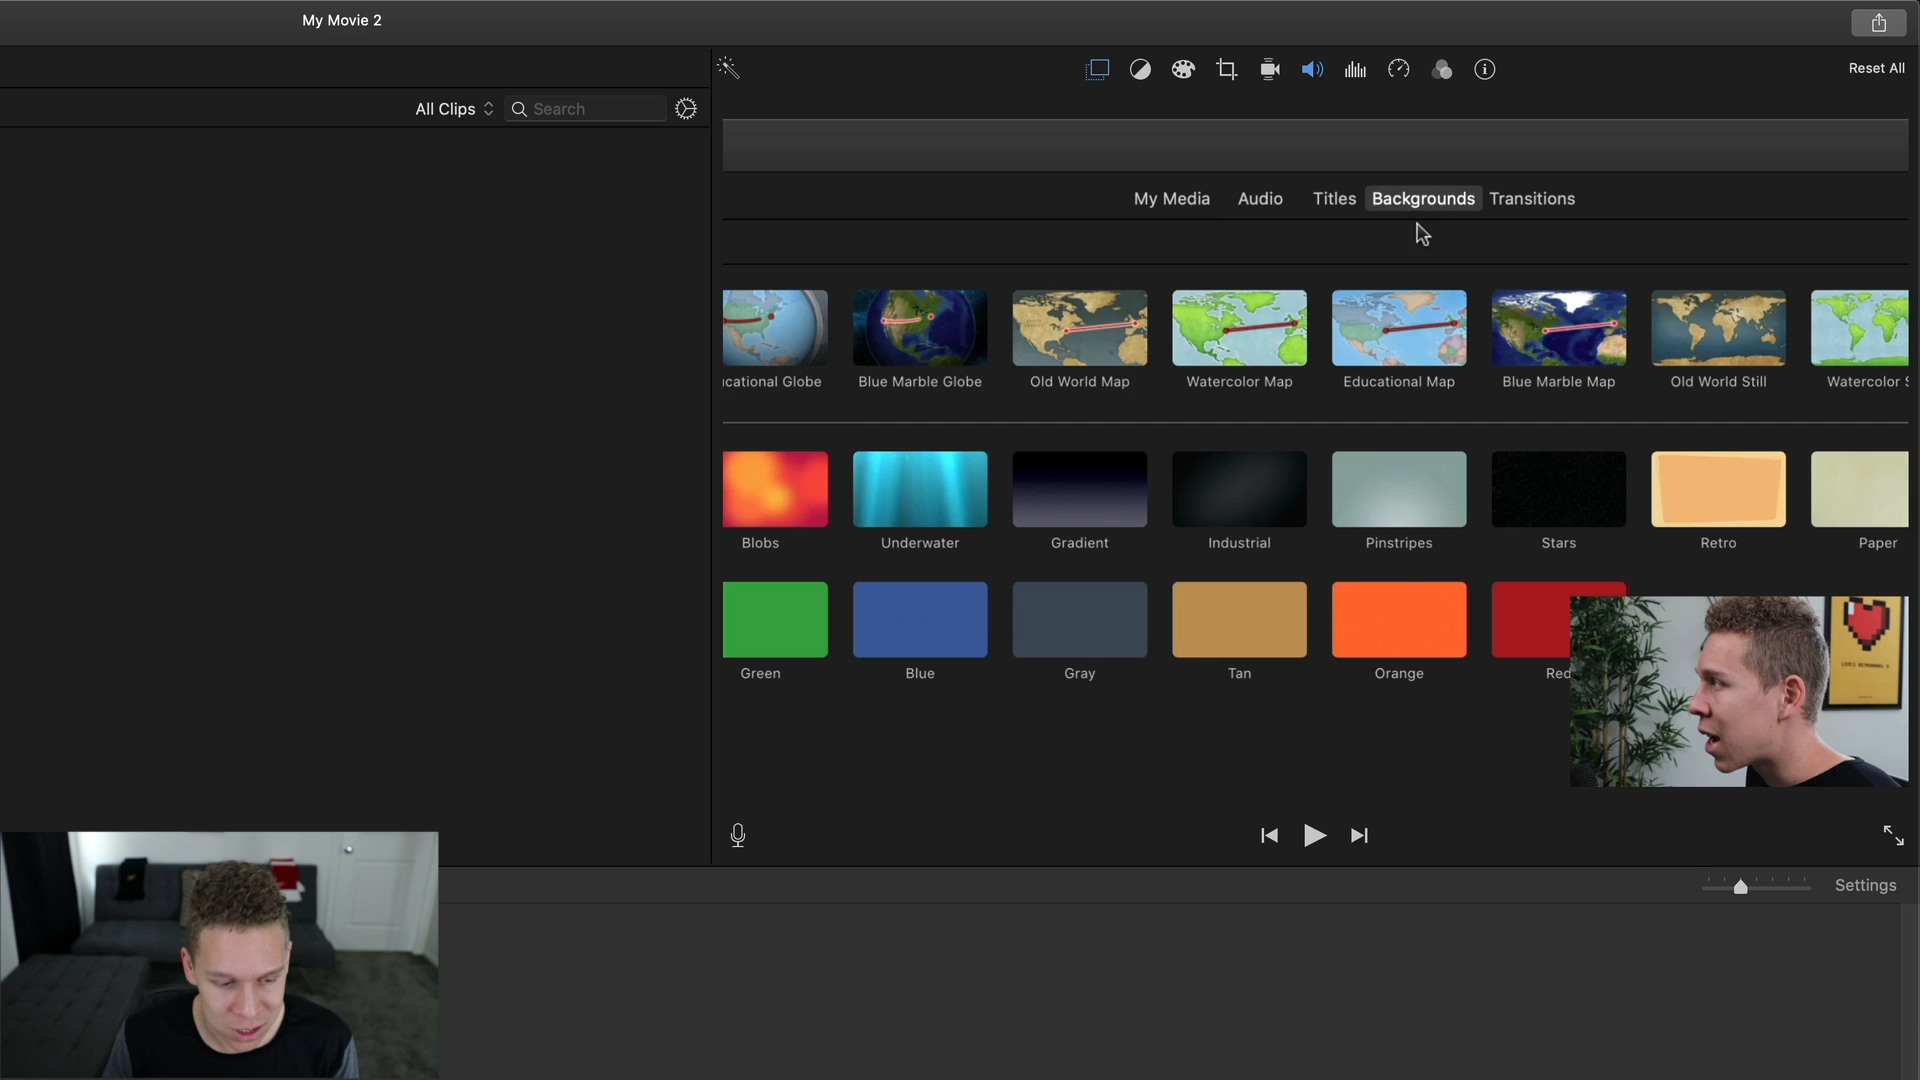 My Movie 2
Reset All
All Clips
Search
My Media Audio Titles Backgrounds Transitions
cational Globe Blue Marble Globe Old World Map Watercolor Map Educational Map Blue Marble Map Old World Still Watercolor S
Blobs Underwater Gradient Industrial Pinstripes Stars Retro Paper
Green Blue Gray Tan Orange Red
LIVES REMAINING:
Settings